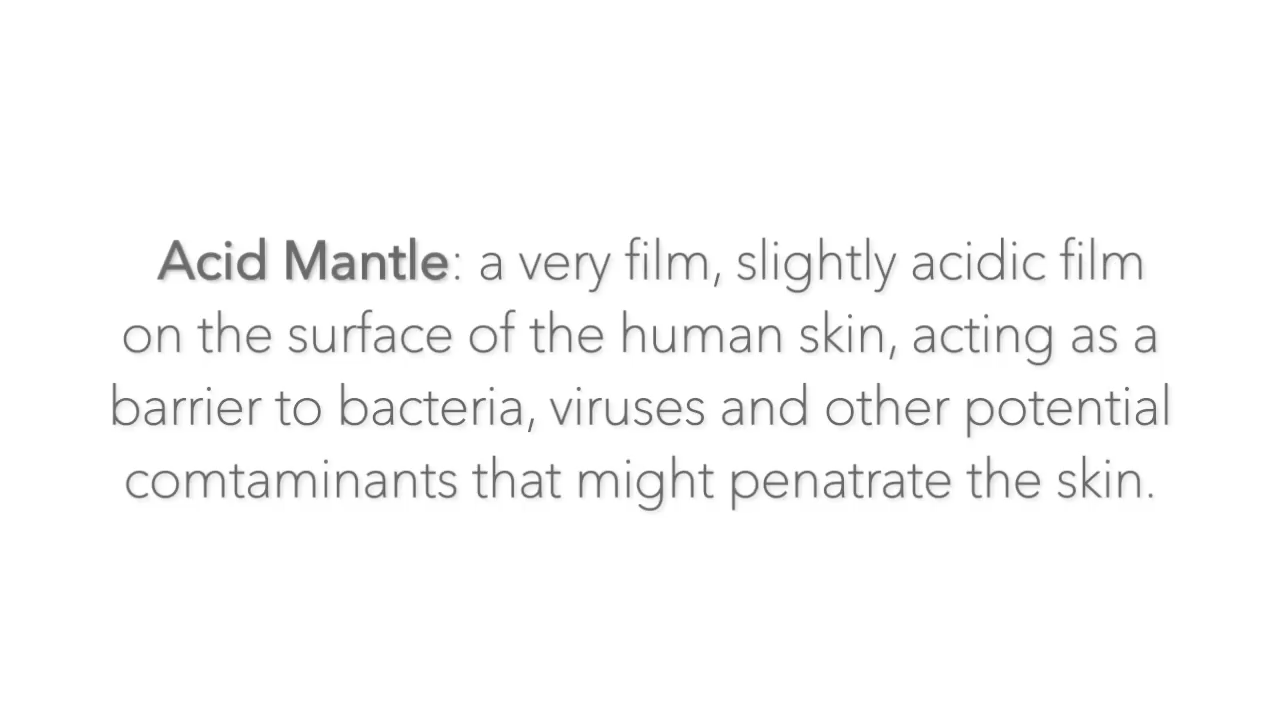 Acid Mantle: a very film, slightly acidic film
on the surface of the human skin, acting as a
barrier to bacteria, viruses and other potential
comtaminants that might penatrate the skin.